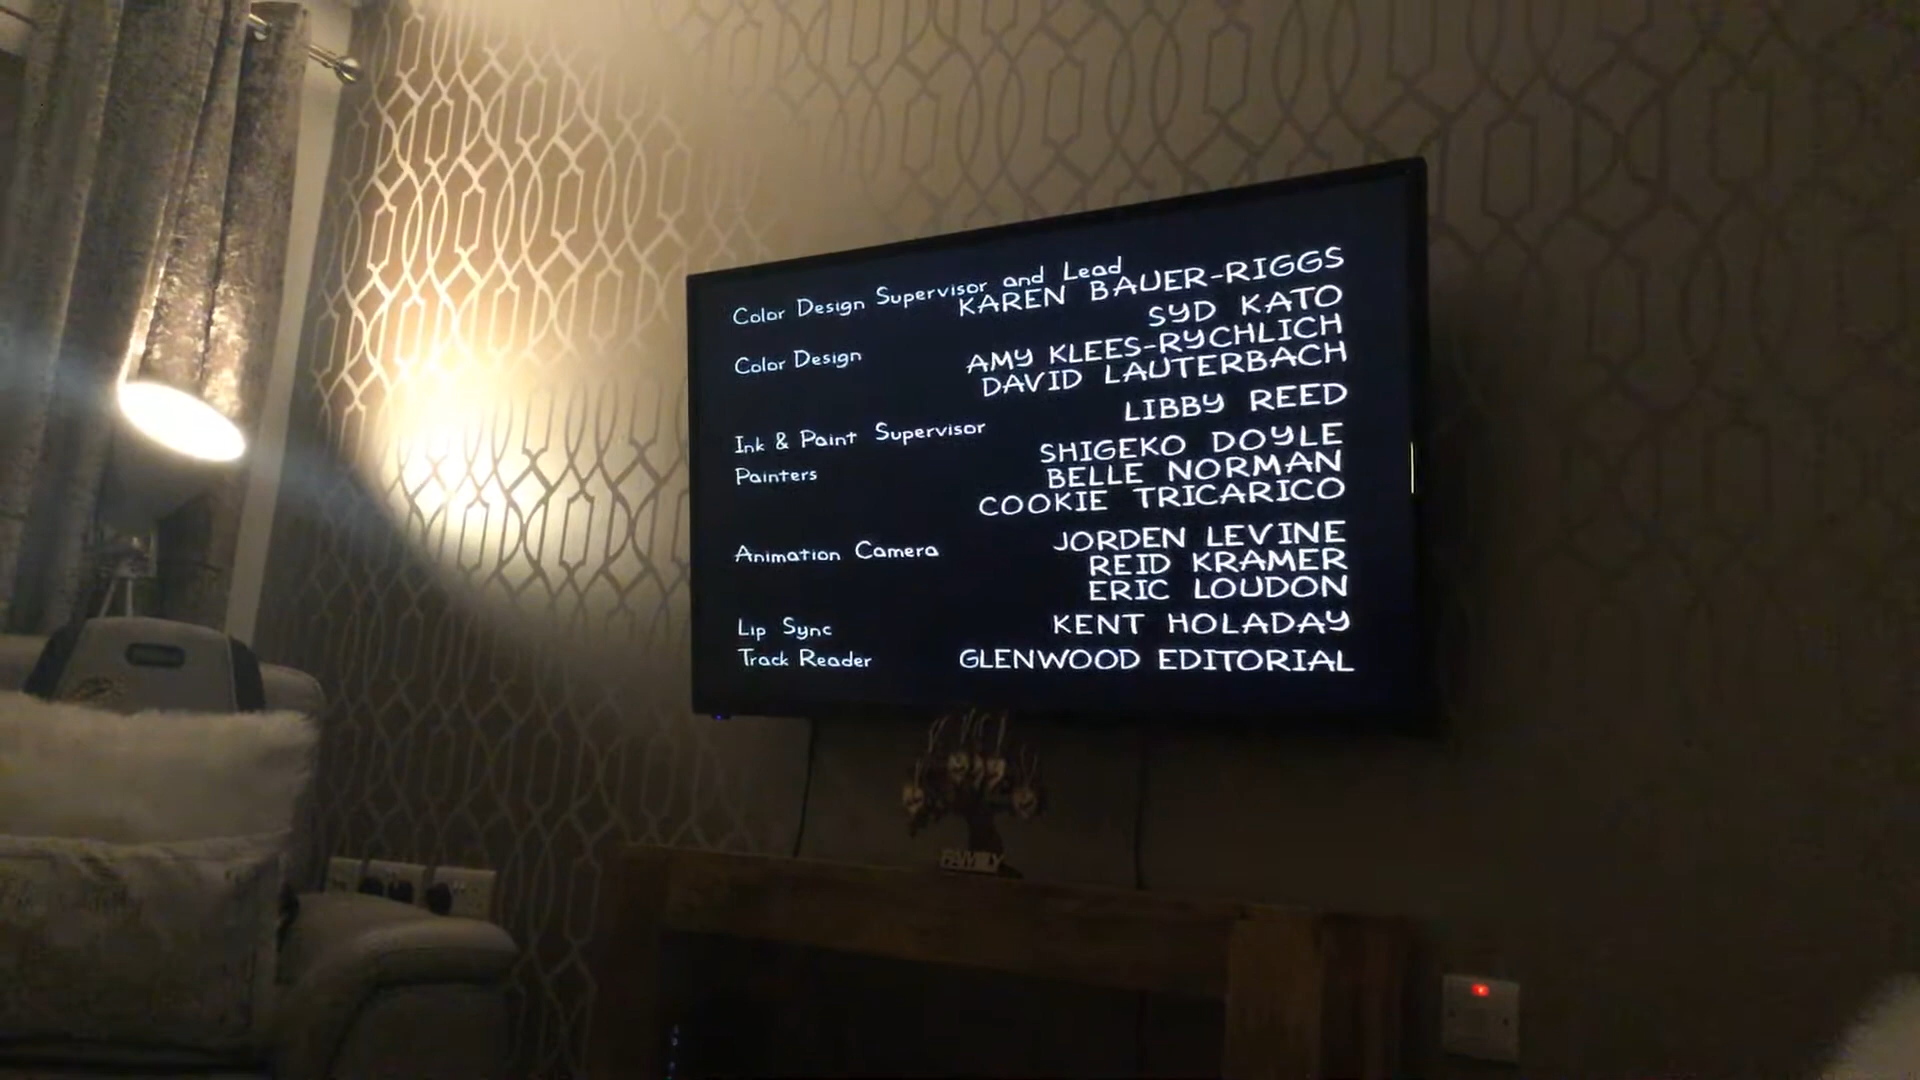 Color Design Supervisor and Lead
KAREN BAUER-RIGGS
SYD KATO
Color Design
AMY KLEES-RYCHLICH
DAVID LAUTERBACH
LIBBY REED
Ink & Paint Supervisor
SHIGEKO DOYLE
Painters
BELLE NORMAN
COOKIE TRICARICO
Animation Camera
JORDEN LEVINE
REID KRAMER
ERIC LOUDON
Lip Sync
KENT HOLADAY
Track Reader
GLENWOOD EDITORIAL
FAMILY